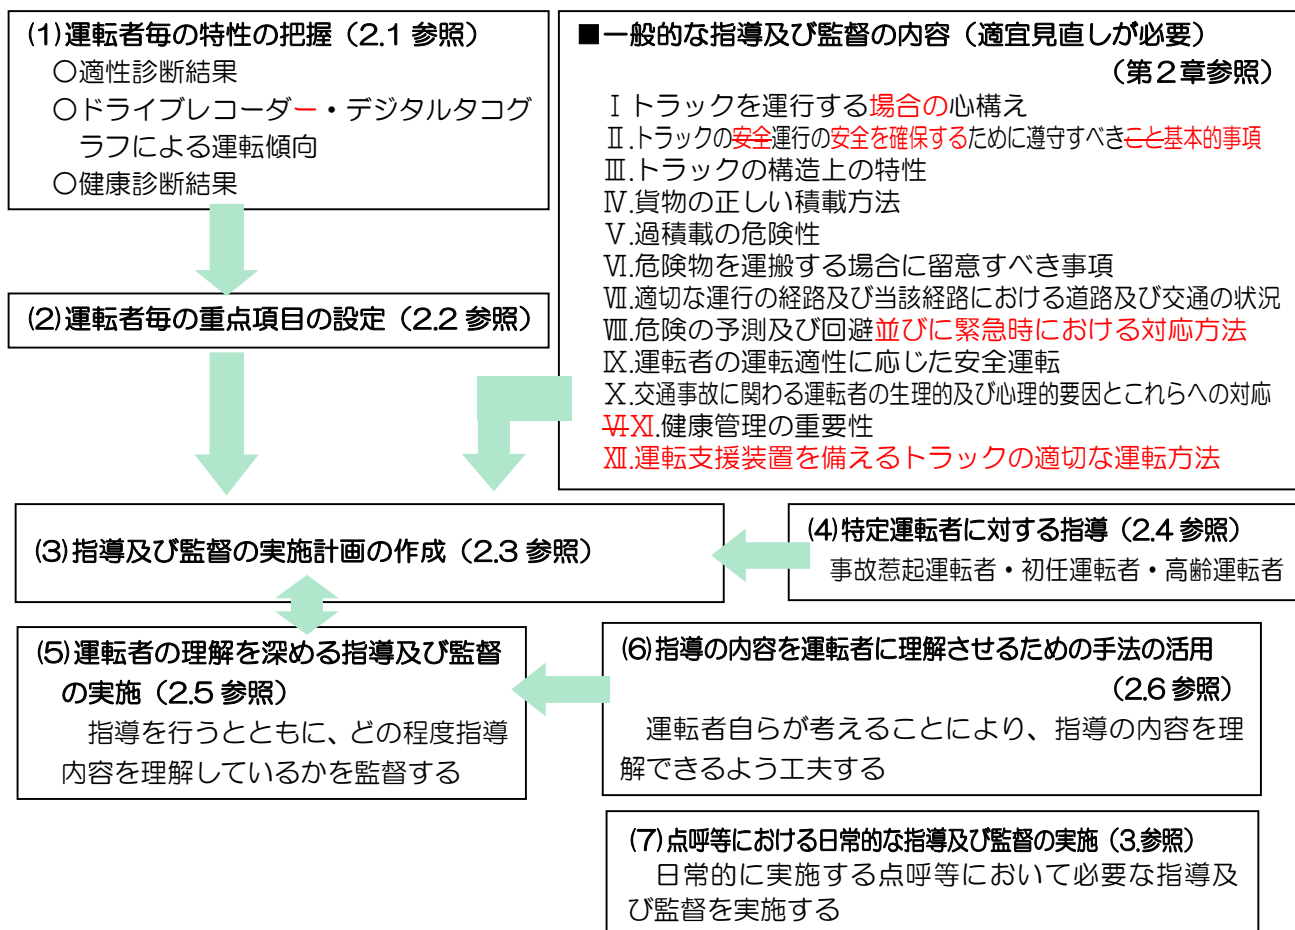 (1)運転者毎の特性の把握（2.1 参照）
〇適性診断結果
〇ドライブレコーダー・デジタルタコグ
ラフによる運転傾向
〇健康診断結果
(2)運転者毎の重点項目の設定（2.2 参照）
■一般的な指導及び監督の内容（適宜見直しが必要）
（第２章参照）
Ⅰトラックを運行する場合の心構え
Ⅱ.トラックの安全運行の安全を確保するために遵守すべきこと基本的事項
Ⅲ.トラックの構造上の特性
Ⅳ.貨物の正しい積載方法
Ⅴ.過積載の危険性
Ⅵ.危険物を運搬する場合に留意すべき事項
Ⅶ.適切な運行の経路及び当該経路における道路及び交通の状況
Ⅷ.危険の予測及び回避並びに緊急時における対応方法
Ⅸ.運転者の運転適性に応じた安全運転
Ⅹ.交通事故に関わる運転者の生理的及び心理的要因とこれらへの対応
ⅥⅪ.健康管理の重要性
Ⅻ.運転支援装置を備えるトラックの適切な運転方法
(3)指導及び監督の実施計画の作成（2.3 参照）
(4)特定運転者に対する指導（2.4 参照）
事故惹起運転者・初任運転者・高齢運転者
(5)運転者の理解を深める指導及び監督
の実施（2.5 参照）
指導を行うとともに、どの程度指導
内容を理解しているかを監督する
(6)指導の内容を運転者に理解させるための手法の活用
（2.6 参照）
運転者自らが考えることにより、指導の内容を理
解できるよう工夫する
(7)点呼等における日常的な指導及び監督の実施（3.参照）
日常的に実施する点呼等において必要な指導及
び監督を実施する